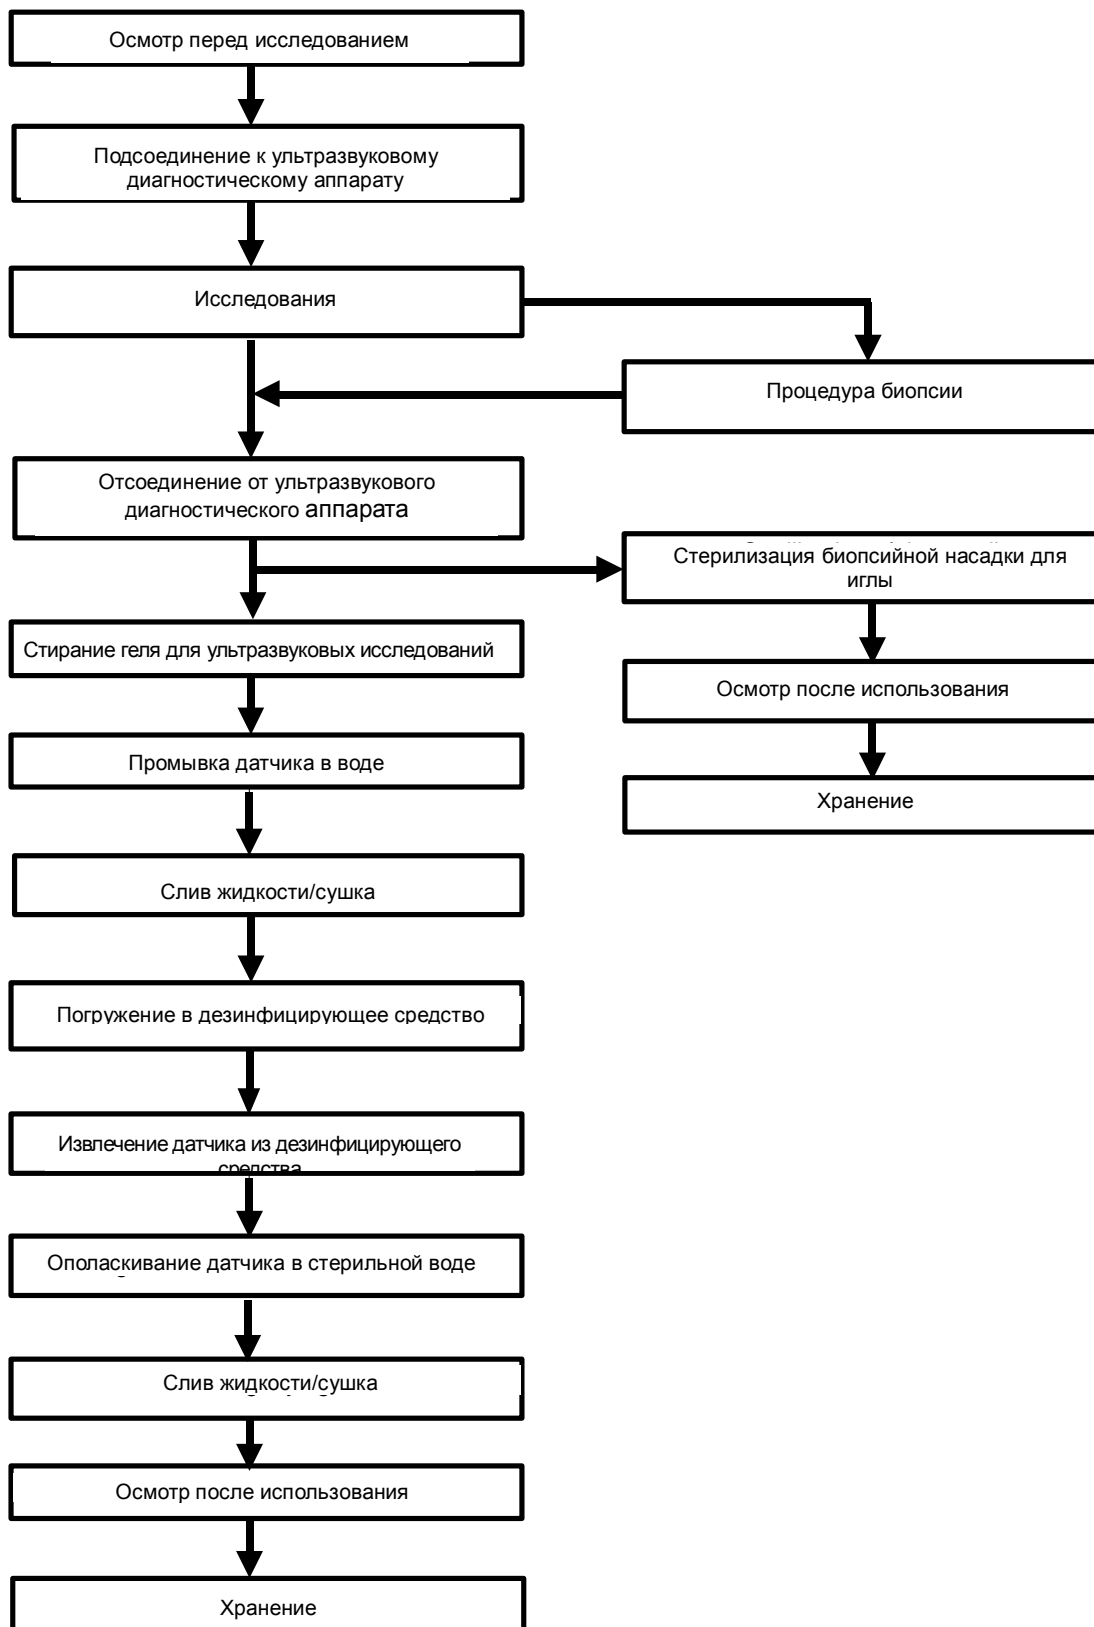 Осмотр перед исследованием
Подсоединение к ультразвуковому
диагностическому аппарату
Исследования
Процедура биопсии
Отсоединение от ультразвукового
диагностического аппарата
Стерилизация биопсийной насадки для
иглы
Стирание геля для ультразвуковых исследований
Осмотр после использования
Промывка датчика в воде
Хранение
Слив жидкости/сушка
Погружение в дезинфицирующее средство
Извлечение датчика из дезинфицирующего
средства
Ополаскивание датчика в стерильной воде
Слив жидкости/сушка
Осмотр после использования
Хранение